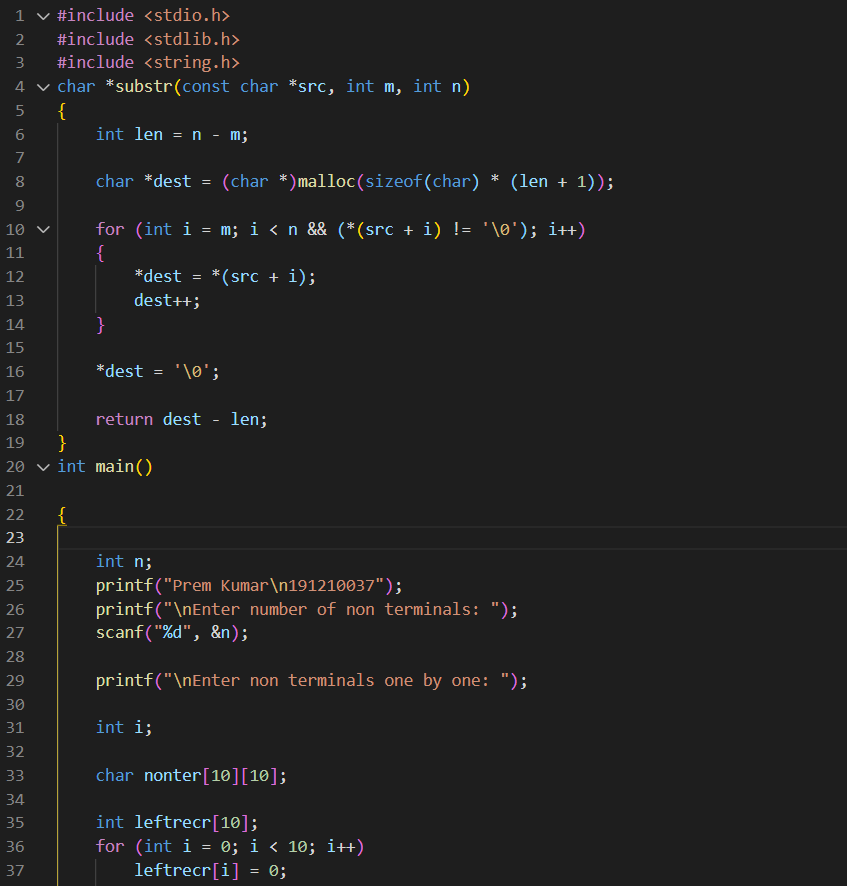 1 #include <stdio.h>
2 #include <stdlib.h>
3 #include <string.h>
4 char *substr(const char *src, int m, int n)
5 {
6     int len = n - m;
7
8     char *dest = (char *)malloc(sizeof(char) * (len + 1));
9
10     for (int i = m; i < n && (*(src + i) != '\0'); i++)
11     {
12         *dest = *(src + i);
13         dest++;
14     }
15
16     *dest = '\0';
17
18     return dest - len;
19 }
20 int main()
21
22 {
23
24     int n;
25     printf("Prem Kumar\n191210037");
26     printf("\nEnter number of non terminals: ");
27     scanf("%d", &n);
28
29     printf("\nEnter non terminals one by one: ");
30
31     int i;
32
33     char nonter[10][10];
34
35     int leftrecr[10];
36     for (int i = 0; i < 10; i++)
37         leftrecr[i] = 0;